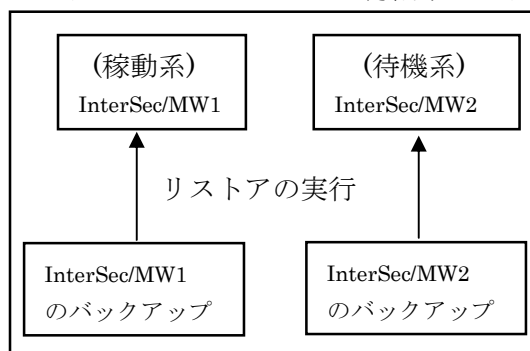 (稼動系)
InterSec/MW1
(待機系)
InterSec/MW2
リストアの実行
InterSec/MW1
のバックアップ
InterSec/MW2
のバックアップ